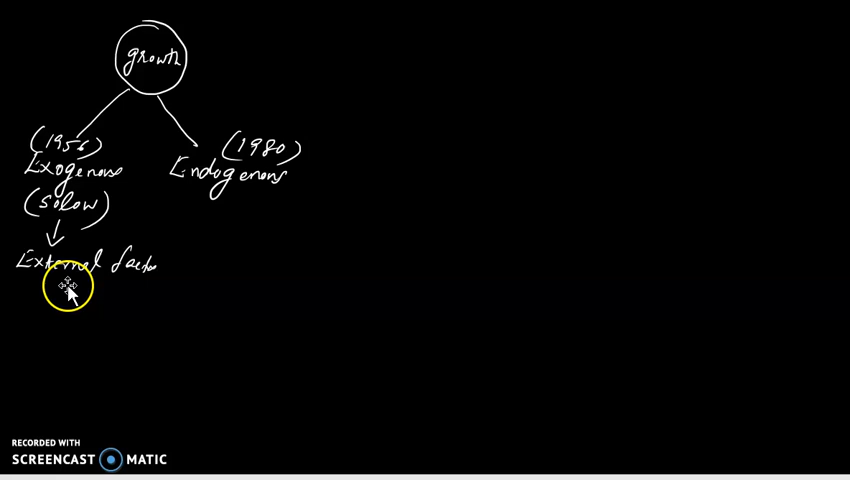 growth
(1956)
Exogenous
(solow)
External factor
(1980)
Endogenous
RECORDED WITH
SCREENCAST MATIC